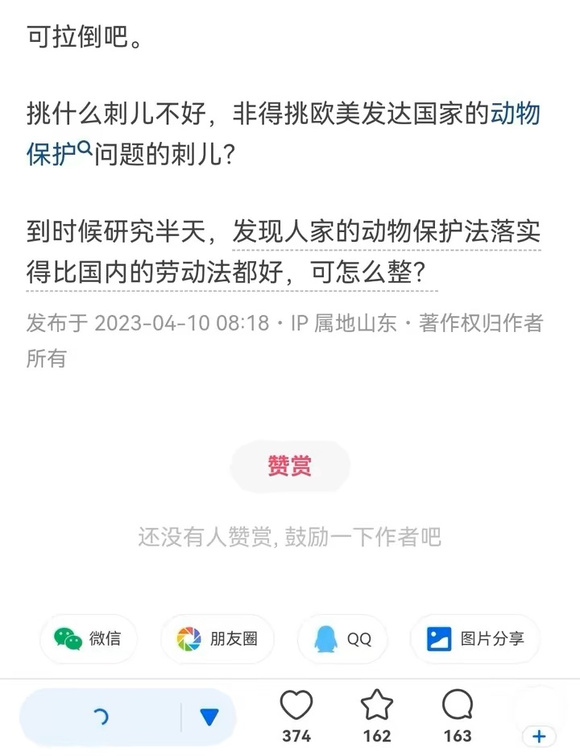 可拉倒吧。
挑什么刺儿不好，非得挑欧美发达国家的动物
保护问题的刺儿？
到时候研究半天，发现人家的动物保护法落实
得比国内的劳动法都好，可怎么整？
发布于 2023-04-10 08:18・IP 属地山东・著作权归作者
所有
赞赏
还没有人赞赏，鼓励一下作者吧
微信 朋友圈 QQ 图片分享
374 162 163